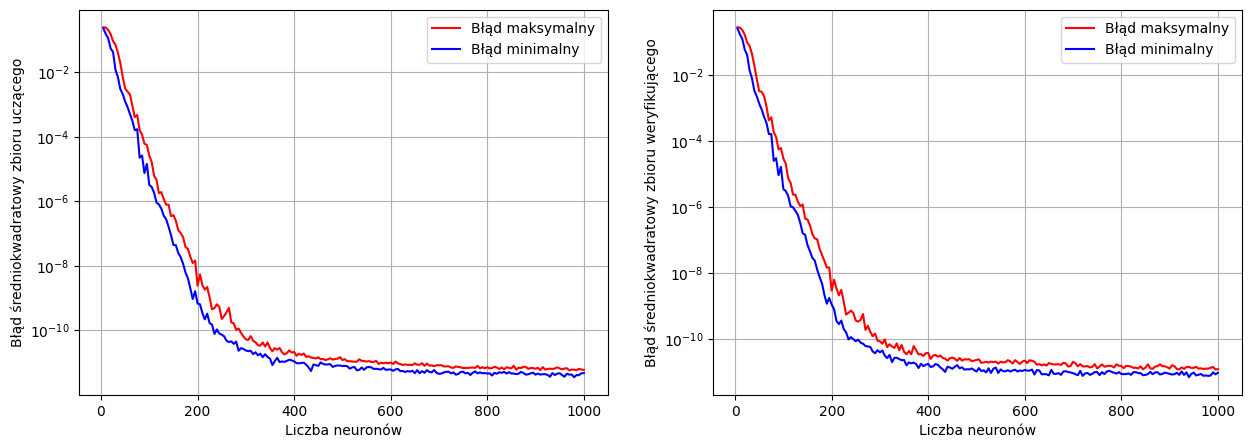 Błąd średniokwadratowy zbioru uczącego
10⁻²
10⁻⁴
10⁻⁶
10⁻⁸
10⁻¹⁰
Błąd maksymalny
Błąd minimalny
0 200 400 600 800 1000
Liczba neuronów
Błąd średniokwadratowy zbioru weryfikującego
10⁻²
10⁻⁴
10⁻⁶
10⁻⁸
10⁻¹⁰
Błąd maksymalny
Błąd minimalny
0 200 400 600 800 1000
Liczba neuronów